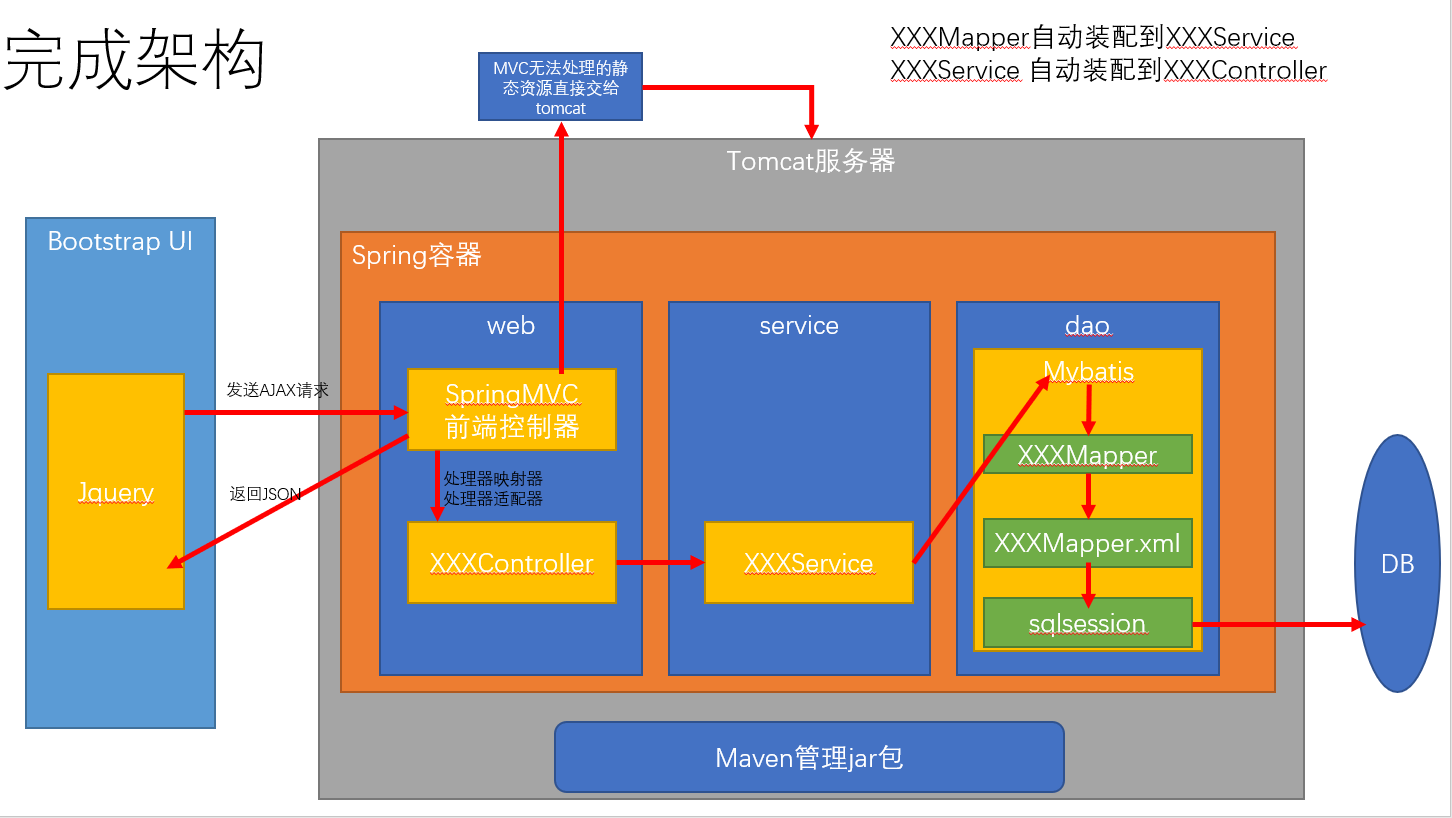 完成架构
XXXMapper自动装配到XXXService
XXXService 自动装配到XXXController
MVC无法处理的静
态资源直接交给
tomcat
Tomcat服务器
Bootstrap UI
Spring容器
web
service
dao
Mybatis
发送AJAX请求
SpringMVC
前端控制器
XXXMapper
返回JSON
Jquery
处理器映射器
处理器适配器
XXXController
XXXService
XXXMapper.xml
DB
sqlsession
Maven管理jar包